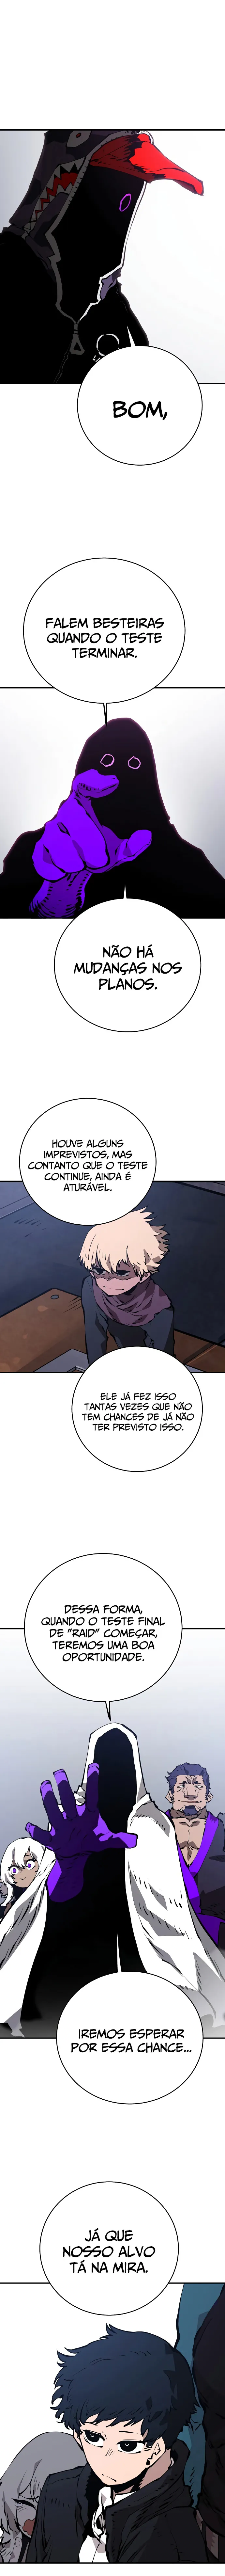 BOM,
FALEM BESTEIRAS
QUANDO O TESTE
TERMINAR.
NÃO HÁ
MUDANÇAS NOS
PLANOS.
HOUVE ALGUNS
IMPREVISTOS, MAS
CONTANTO QUE O TESTE
CONTINUE, AINDA É
ATURÁVEL.
ELE JÁ FEZ ISSO
TANTAS VEZES QUE NÃO
TEM CHANCES DE JÁ NÃO
TER PREVISTO ISSO.
DESSA FORMA,
QUANDO O TESTE FINAL
DE "RAID" COMEÇAR,
TEREMOS UMA BOA
OPORTUNIDADE.
IREMOS ESPERAR
POR ESSA CHANCE...
JÁ QUE
NOSSO ALVO
TÁ NA MIRA.